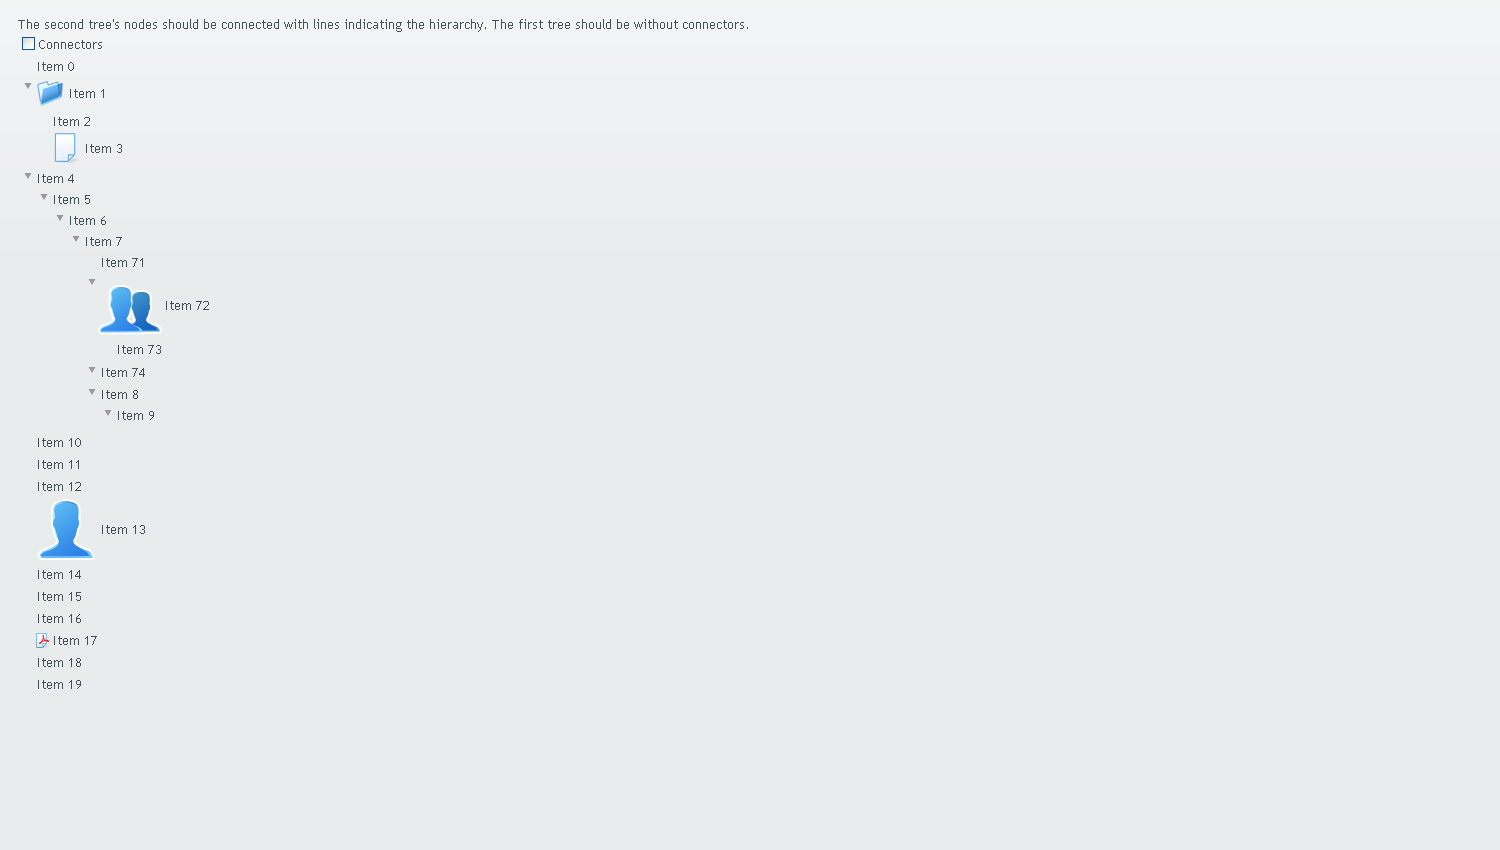 The second tree's nodes should be connected with lines indicating the hierarchy. The first tree should be without connectors.
Connectors
Item 0
Item 1
Item 2
Item 3
Item 4
Item 5
Item 6
Item 7
Item 71
Item 72
Item 73
Item 74
Item 8
Item 9
Item 10
Item 11
Item 12
Item 13
Item 14
Item 15
Item 16
Item 17
Item 18
Item 19